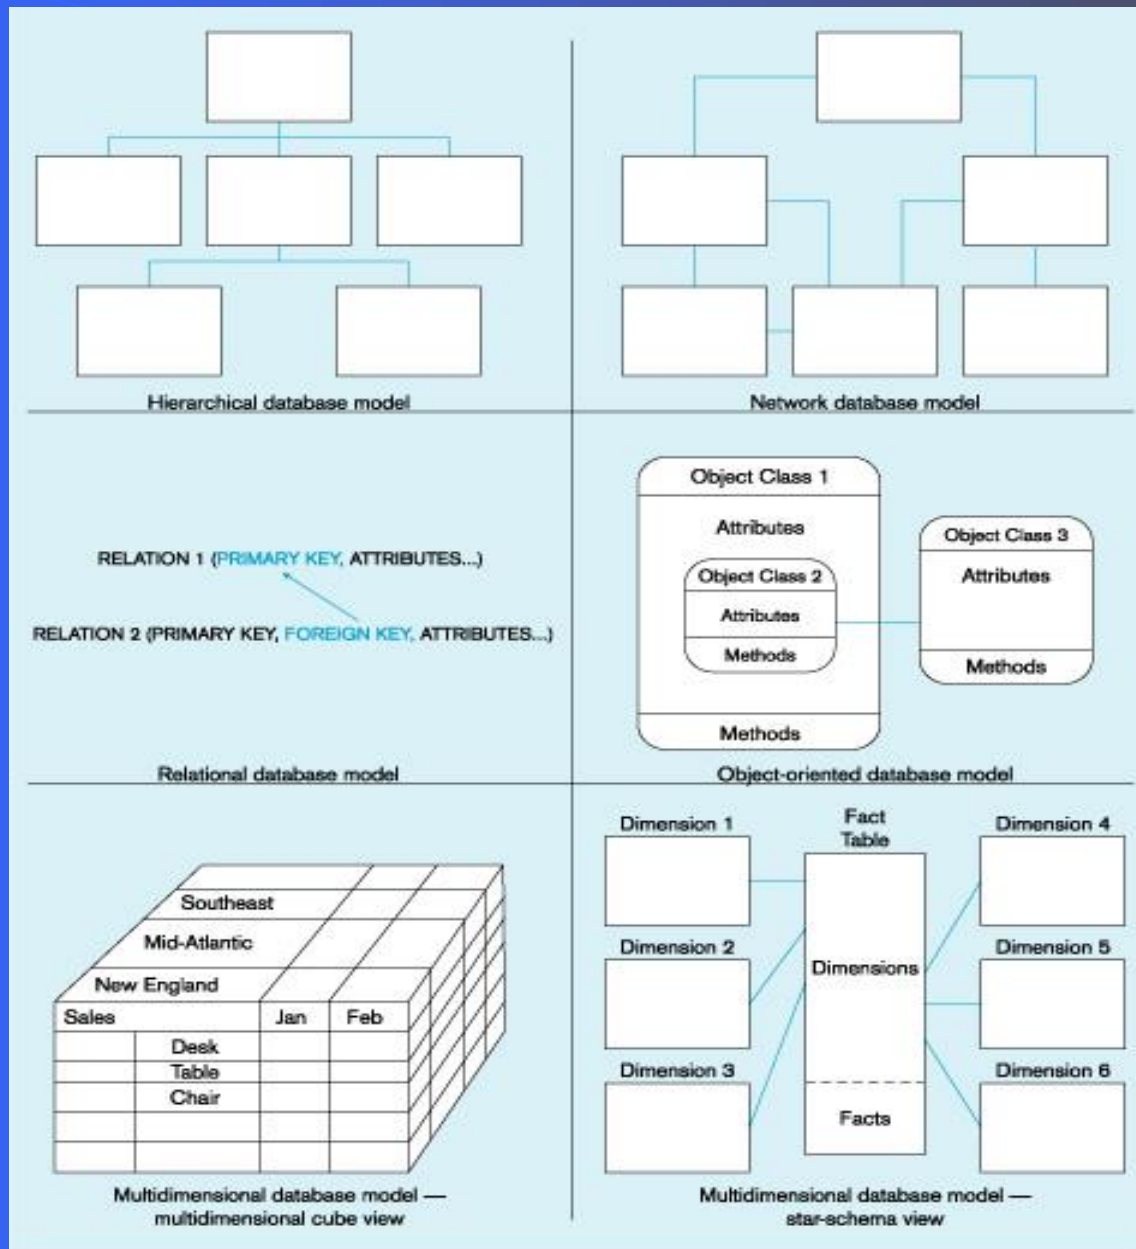 Hierarchical database model
Network database model
RELATION 1 (PRIMARY KEY, ATTRIBUTES...)
RELATION 2 (PRIMARY KEY, FOREIGN KEY, ATTRIBUTES...)
Relational database model
Object Class 1
Attributes
Object Class 2
Attributes
Methods
Methods
Object Class 3
Attributes
Methods
Object-oriented database model
Southeast
Mid-Atlantic
New England
Sales Jan Feb
Desk
Table
Chair
Multidimensional database model —
multidimensional cube view
Dimension 1
Dimension 2
Dimension 3
Fact
Table
Dimensions
Facts
Dimension 4
Dimension 5
Dimension 6
Multidimensional database model —
star-schema view